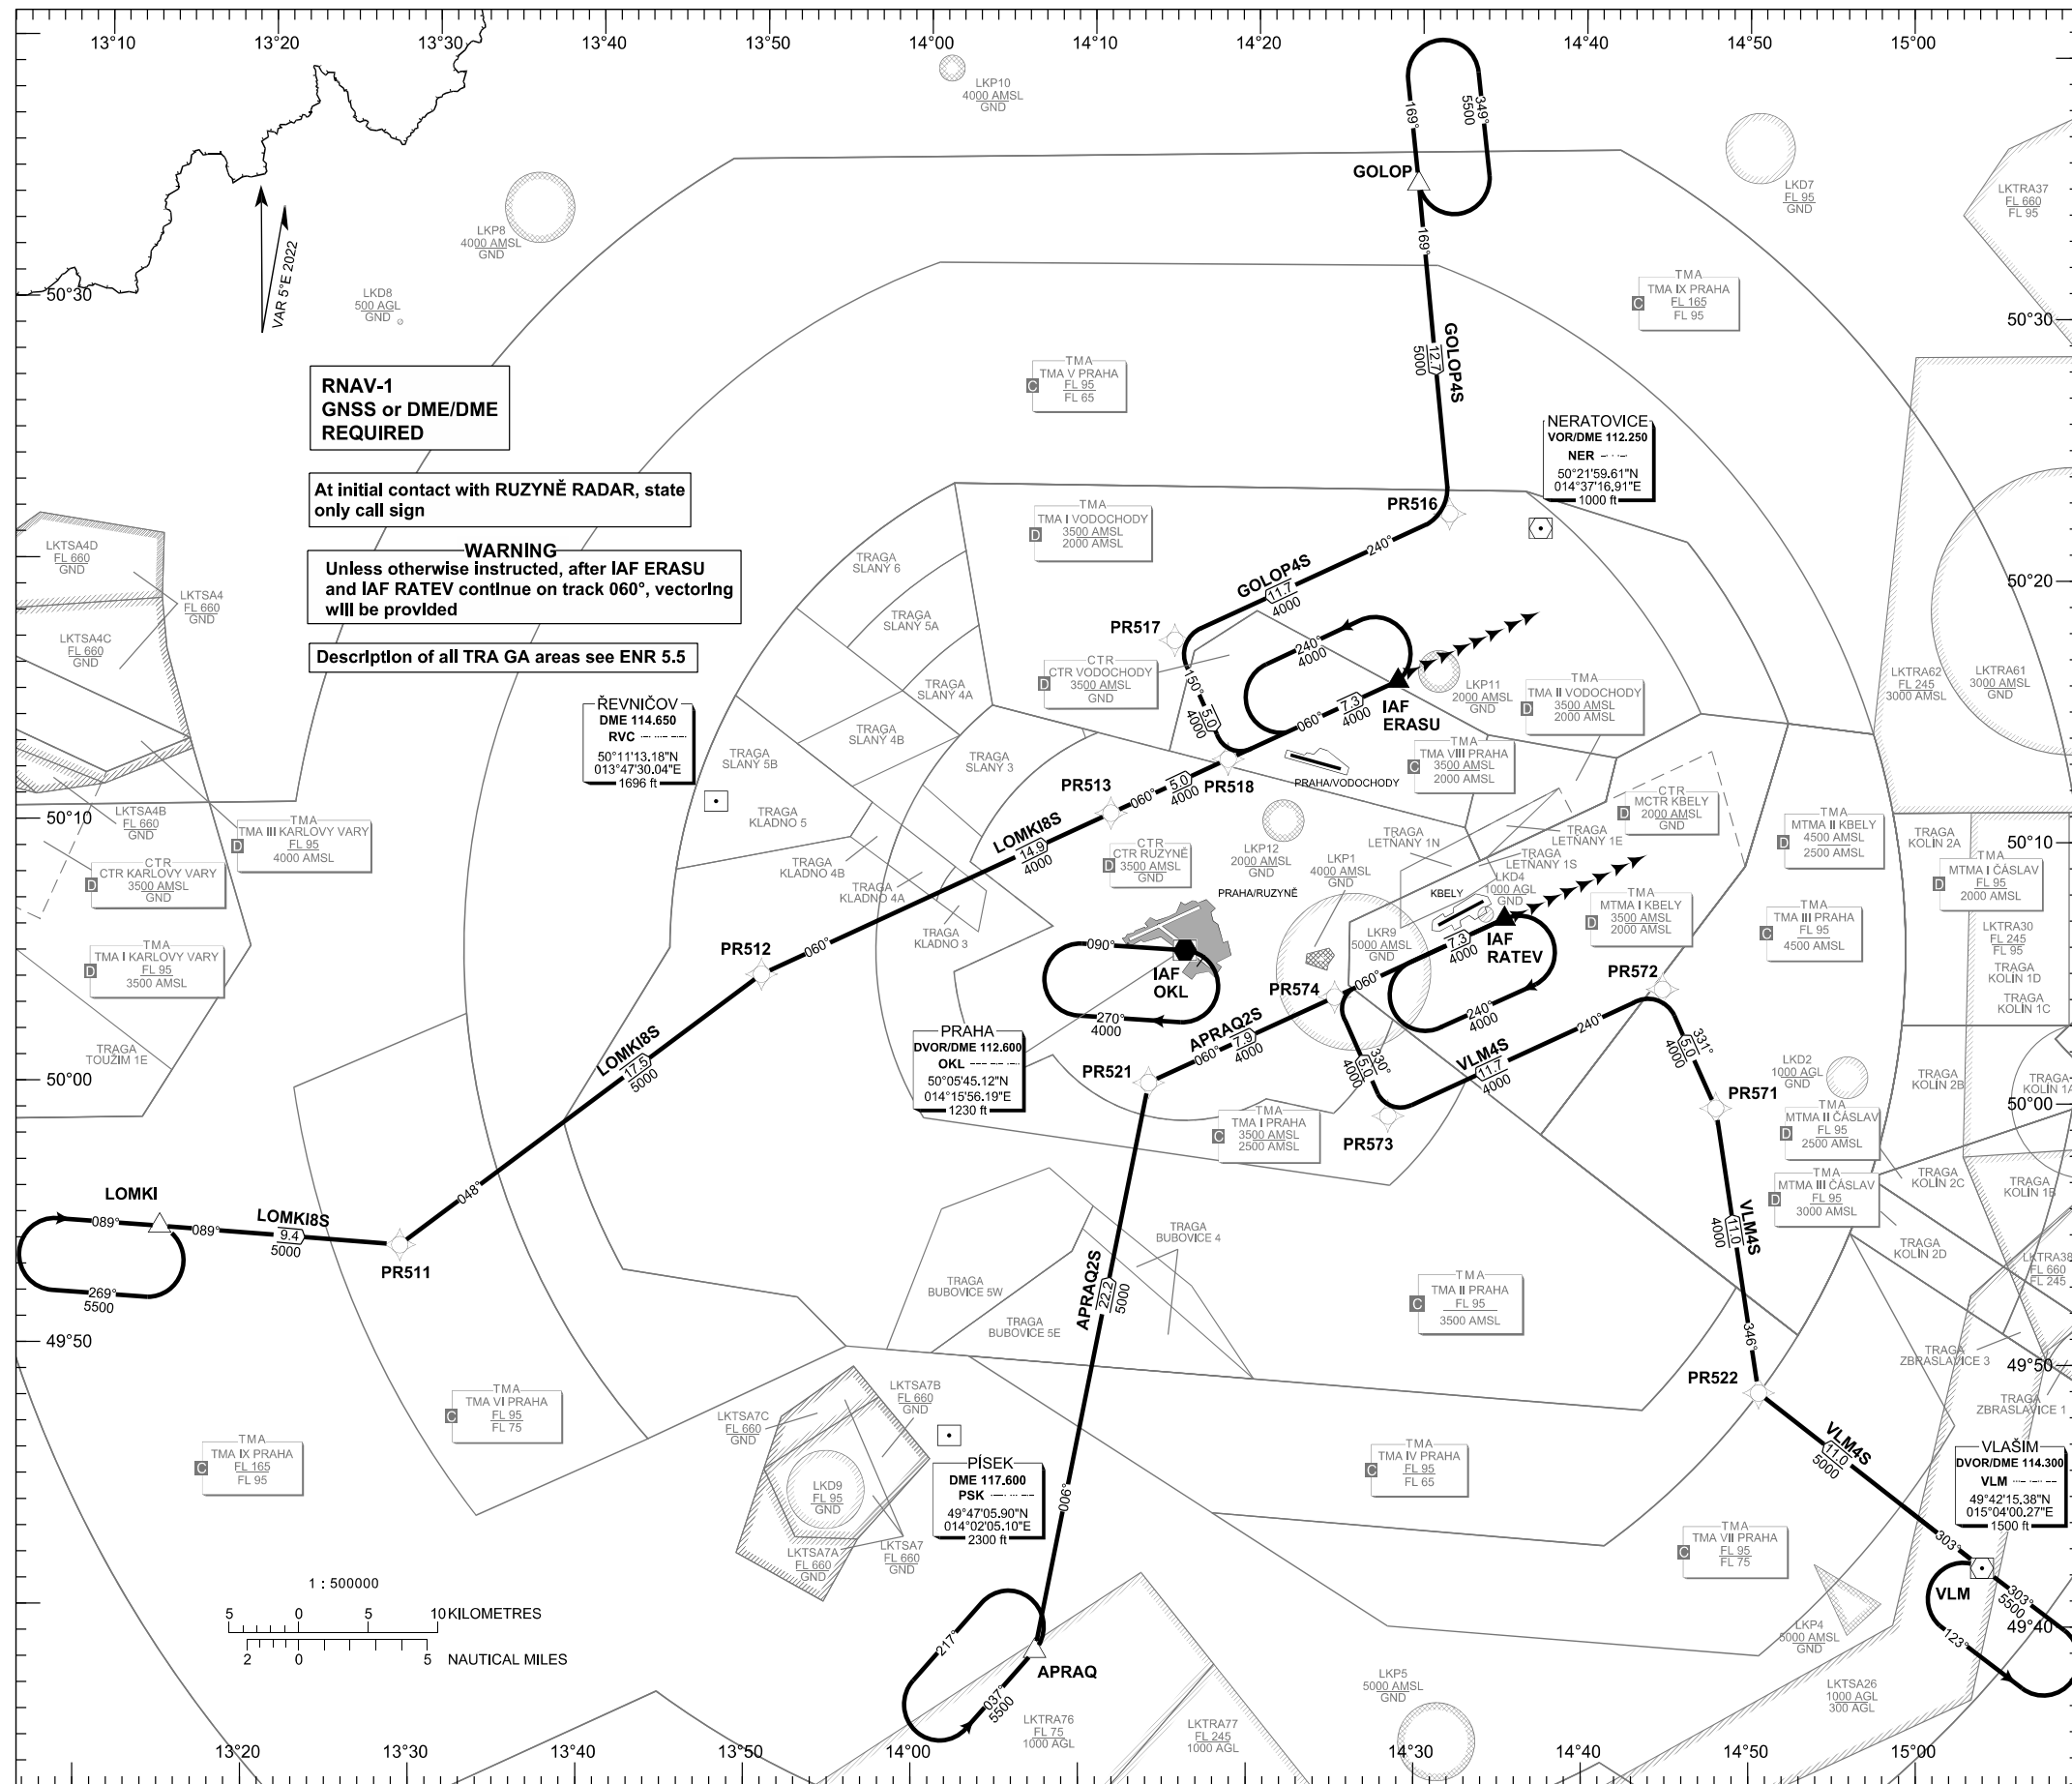 13°10
13°20
13°30
13°40
13°50
14°00
14°10
14°20
14°40
14°50
15°00
LKP10
4000 AMSL
GND
169°
349°
5500
GOLOP
LKD7
FL 95
GND
LKTRA37
FL 660
FL 95
LKP8
4000 AMSL
GND
VAR 5°E 2022
169°
50°30
LKD8
500 AGL
GND
TMA
TMA IX PRAHA
C
FL 165
FL 95
50°30
GOLOP4S
12.7
5000
RNAV-1
GNSS or DME/DME
REQUIRED
TMA
TMA V PRAHA
C
FL 95
FL 65
NERATOVICE
VOR/DME 112.250
NER
50°21'59.61"N
014°37'16.91"E
1000 ft
At initial contact with RUZYNĚ RADAR, state
only call sign
PR516
TMA
TMA I VODOCHODY
D
3500 AMSL
2000 AMSL
240°
WARNING
Unless otherwise instructed, after IAF ERASU
and IAF RATEV continue on track 060°, vectoring
will be provided
Description of all TRA GA areas see ENR 5.5
LKTSA4D
FL 660
GND
LKTSA4
FL 660
GND
LKTSA4C
FL 660
GND
TRAGA
SLANÝ 6
TRAGA
SLANÝ 5A
GOLOP4S
11.7
4000
50°20
PR517
240°
4000
CTR
CTR VODOCHODY
D
3500 AMSL
GND
150°
5.0
4000
060°
7.3
4000
IAF
ERASU
LKP11
2000 AMSL
GND
TMA
TMA II VODOCHODY
D
3500 AMSL
2000 AMSL
LKTRA62
FL 245
3000 AMSL
LKTRA61
3000 AMSL
GND
TRAGA
SLANÝ 4A
TRAGA
SLANÝ 4B
ŘEVNIČOV
DME 114.650
RVC
50°11'13.18"N
013°47'30.04"E
1696 ft
TRAGA
SLANÝ 5B
TRAGA
SLANÝ 3
TMA
TMA VIII PRAHA
C
3500 AMSL
2000 AMSL
PRAHA/VODOCHODY
PR513
PR518
060°
5.0
4000
LOMKI8S
14.9
4000
TRAGA
KLADNO 5
CTR
MCTR KBELY
D
2000 AMSL
GND
50°10
LKTSA4B
FL 660
GND
TMA
TMA III KARLOVY VARY
D
FL 95
4000 AMSL
CTR
CTR KARLOVY VARY
D
3500 AMSL
GND
TRAGA
KLADNO 4B
TRAGA
KLADNO 4A
TRAGA
KLADNO 3
CTR
CTR RUZYNĚ
D
3500 AMSL
GND
LKP12
2000 AMSL
GND
LKP1
4000 AMSL
GND
TRAGA
LETŇANY 1N
TRAGA
LETŇANY 1E
TRAGA
LETŇANY 1S
LKD4
1000 AGL
GND
KBELY
TMA
MTMA II KBELY
D
4500 AMSL
2500 AMSL
TRAGA
KOLÍN 2A
50°10
TMA
MTMA I ČÁSLAV
D
FL 95
2000 AMSL
PRAHA/RUZYNĚ
LKR9
5000 AMSL
GND
TMA
MTMA I KBELY
D
3500 AMSL
2000 AMSL
TMA
TMA III PRAHA
C
FL 95
4500 AMSL
LKTRA30
FL 245
FL 95
TRAGA
KOLÍN 1D
TRAGA
KOLÍN 1C
TMA
TMA I KARLOVY VARY
D
FL 95
3500 AMSL
PR512
060°
090°
IAF
OKL
270°
4000
7.3
4000
060°
IAF
RATEV
PR572
PR574
240°
4000
TRAGA
TOUŽIM 1E
PRAHA
DVOR/DME 112.600
OKL
50°05'45.12"N
014°15'56.19"E
1230 ft
APRAQ2S
060°
7.9
4000
330°
5.0
4000
VLM4S
240°
11.7
4000
331°
5.0
4000
LOMKI8S
17.5
5000
50°00
PR521
LKD2
1000 AGL
GND
TRAGA
KOLÍN 2B
TRAGA
KOLÍN 1A
50°00
PR571
PR573
TMA
TMA I PRAHA
C
3500 AMSL
2500 AMSL
TMA
MTMA II ČÁSLAV
D
FL 95
2500 AMSL
TMA
MTMA III ČÁSLAV
D
FL 95
3000 AMSL
TRAGA
KOLÍN 2C
TRAGA
KOLÍN 1B
LOMKI
089°
089°
LOMKI8S
9.4
5000
048°
269°
5500
PR511
TRAGA
BUBOVICE 4
TRAGA
BUBOVICE 5W
TRAGA
BUBOVICE 5E
APRAQ2S
22.2
5000
VLM4S
11.0
4000
TRAGA
KOLÍN 2D
LKTRA38
FL 660
FL 245
TMA
TMA II PRAHA
C
FL 95
3500 AMSL
49°50
346°
TRAGA
ZBRASLAVICE 3
49°50
PR522
TRAGA
ZBRASLAVICE 1
TMA
TMA VI PRAHA
C
FL 95
FL 75
LKTSA7B
FL 660
GND
LKTSA7C
FL 660
GND
TMA
TMA IX PRAHA
C
FL 165
FL 95
PÍSEK
DME 117.600
PSK
49°47'05.90"N
014°02'05.10"E
2300 ft
LKD9
FL 95
GND
LKTSA7A
FL 660
GND
LKTSA7
FL 660
GND
006°
TMA
TMA IV PRAHA
C
FL 95
FL 65
VLM4S
11.0
5000
VLAŠIM
DVOR/DME 114.300
VLM
49°42'15.38"N
015°04'00.27"E
1500 ft
TMA
TMA VII PRAHA
C
FL 95
FL 75
303°
VLM
303°
5500
123°
49°40
1 : 500000
5 0 5 10 KILOMETRES
2 0 5 NAUTICAL MILES
217°
037°
5500
APRAQ
LKP4
5000 AMSL
GND
LKP5
5000 AMSL
GND
LKTSA26
1000 AGL
300 AGL
LKTRA76
FL 75
1000 AGL
LKTRA77
FL 245
1000 AGL
13°20
13°30
13°40
13°50
14°00
14°30
14°40
14°50
15°00